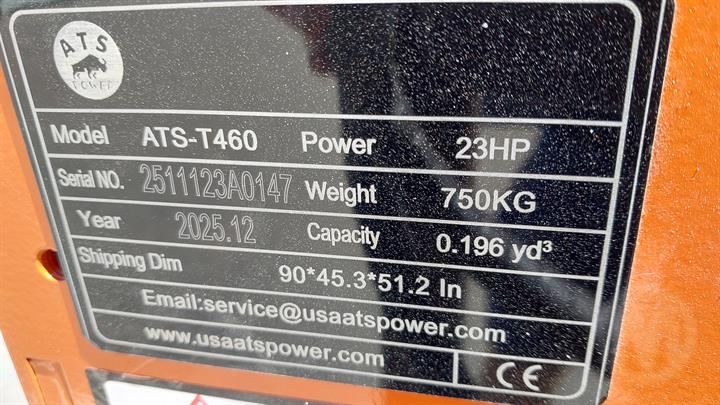 ATS
POWER
Model ATS-T460 Power 23HP
Serial NO. 2511123A0147 Weight 750KG
Year 2025.12 Capacity 0.196 yd³
Shipping Dim 90*45.3*51.2 In
Email:service@usaatspower.com
www.usaatspower.com CE